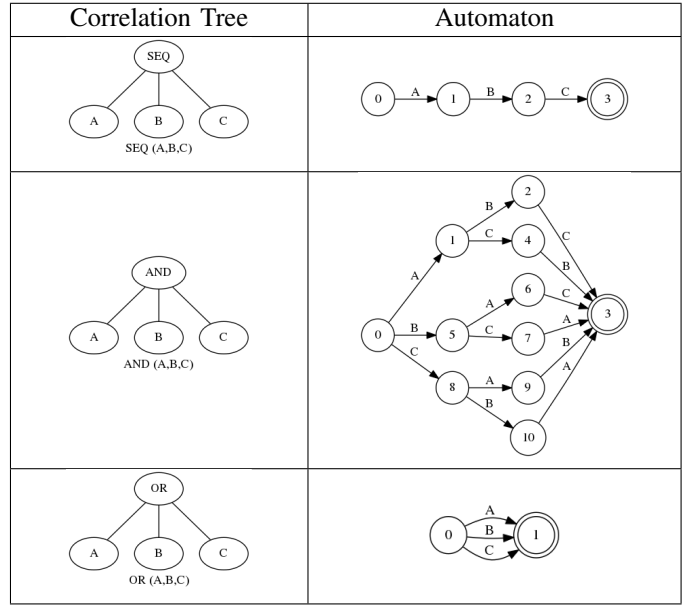 Correlation Tree Automaton
SEQ
A B C
SEQ (A,B,C)
0 A 1 B 2 C 3
AND
A B C
AND (A,B,C)
2
B
1 C 4 C
A B
6
A C
0 B 5 C 7 A 3
C B
8 A 9 A
B
10
OR
A B C
OR (A,B,C)
A
0 B 1
C